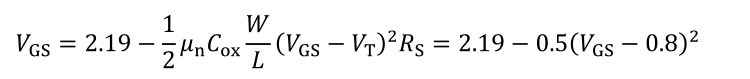 V_GS = 2.19 − 1/2 μ_n C_ox W/L (V_GS − V_T)² R_S = 2.19 − 0.5(V_GS − 0.8)²